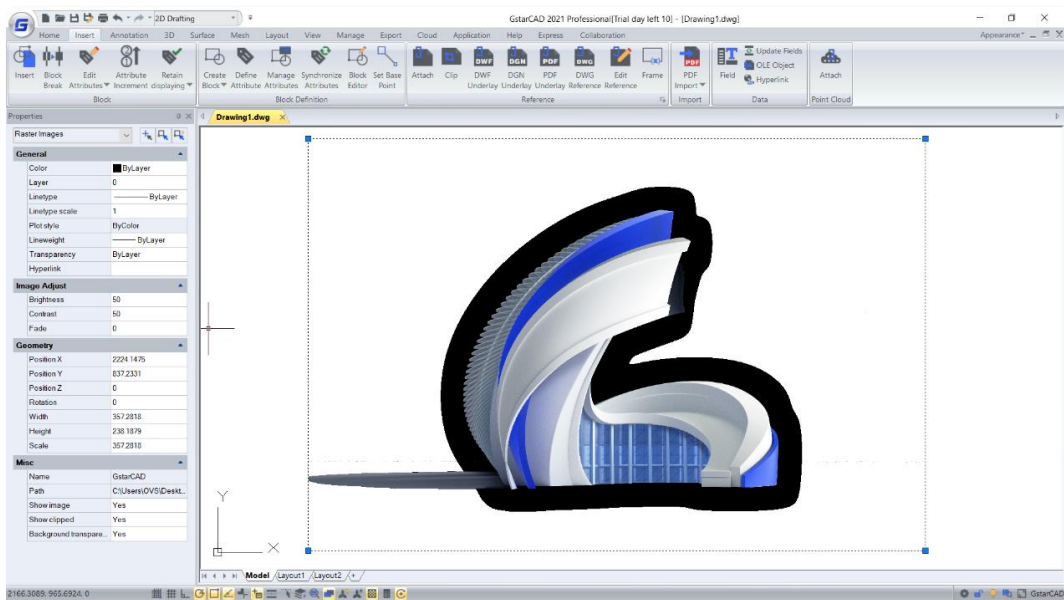 2D Drafting
GstarCAD 2021 Professional[Trial day left 10] - [Drawing1.dwg]
Home Insert Annotation 3D Surface Mesh Layout View Manage Export Cloud Application Help Express Collaboration Appearance
Insert Block Break Edit Attributes Attribute Increment Retain displaying Create Block Define Attribute Manage Attributes Synchronize Attributes Block Editor Set Base Point Attach Clip DWF Underlay DGN Underlay PDF Underlay DWG Reference Edit Reference Frame PDF Import Field Update Fields Attach
OLE Object
Hyperlink
Block Block Definition Reference Import Data Point Cloud
Properties
Drawing1.dwg
Raster Images
General
Color ByLayer
Layer 0
Linetype ByLayer
Linetype scale 1
Plot style ByColor
Lineweight ByLayer
Transparency ByLayer
Hyperlink
Image Adjust
Brightness 50
Contrast 50
Fade 0
Geometry
Position X 2224.1475
Position Y 837.2331
Position Z 0
Rotation 0
Width 357.2818
Height 238.1879
Scale 357.2818
Misc
Name GstarCAD
Path C:\Users\OVS\Deskt...
Show image Yes
Show clipped Yes
Background transpare... Yes
Y
X
Model Layout1 Layout2 +
2166.3089, 965.6924, 0 GstarCAD